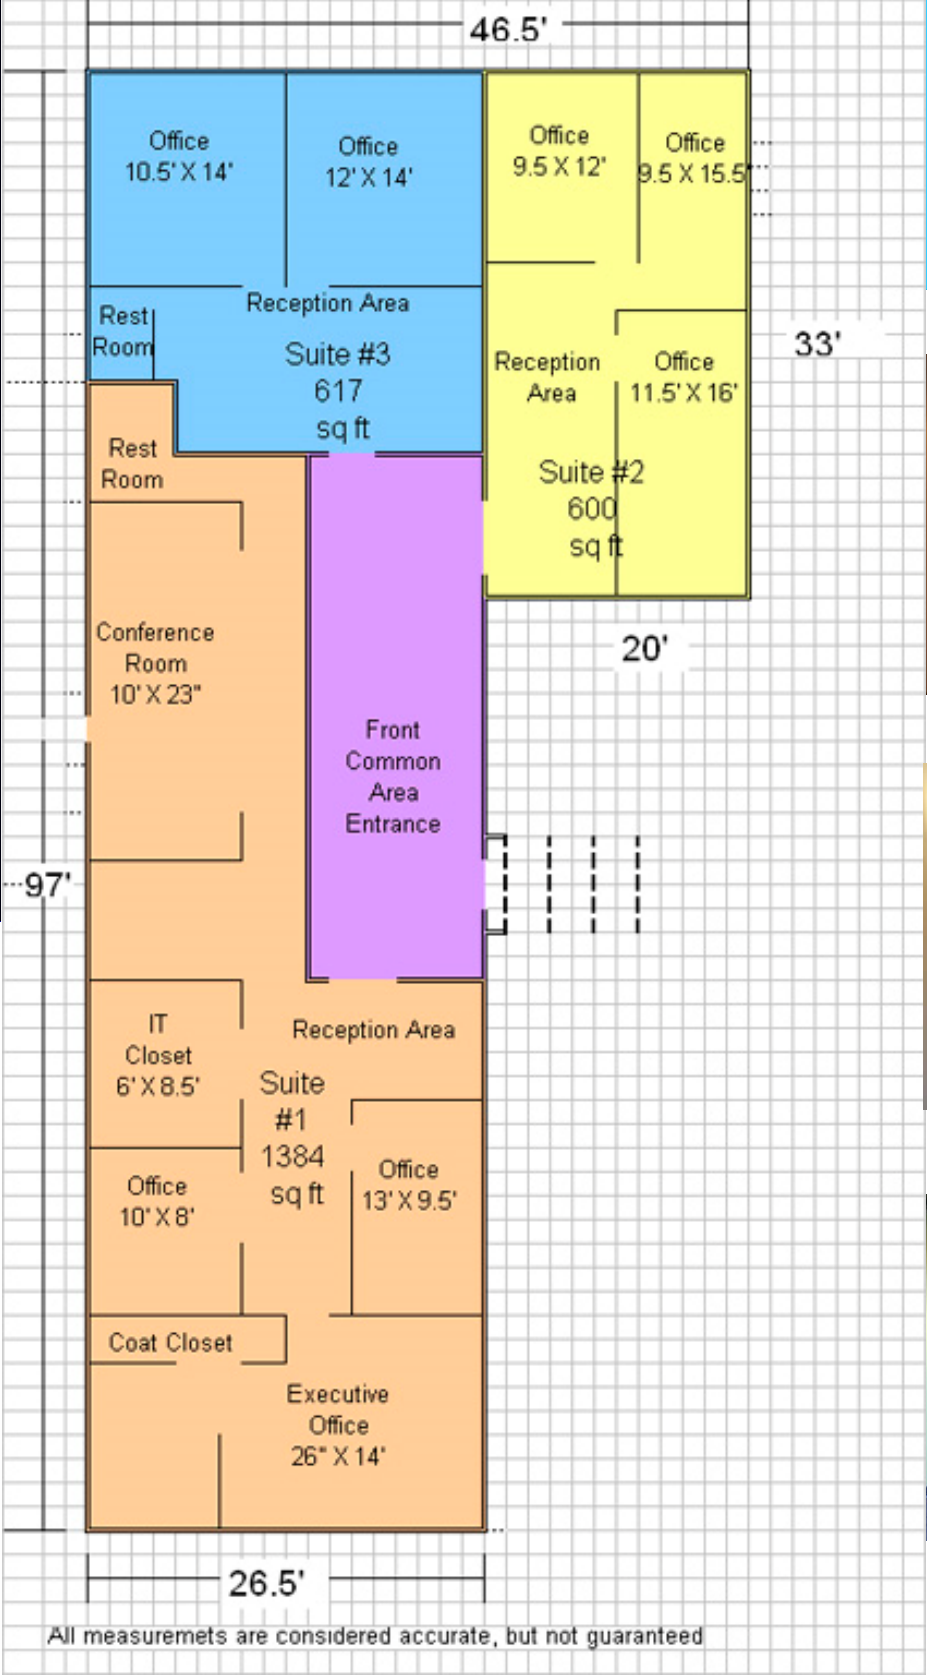 46.5'
Office
10.5' X 14'
Office
12' X 14'
Office
9.5 X 12'
Office
9.5 X 15.5'
Rest
Room
Reception Area
Suite #3
617
sq ft
Reception
Area
Office
11.5' X 16'
33'
Suite #2
600
sq ft
20'
Rest
Room
Conference
Room
10' X 23"
Front
Common
Area
Entrance
97'
IT
Closet
6' X 8.5'
Reception Area
Suite
#1
1384
sq ft
Office
10' X 8'
Office
13' X 9.5'
Coat Closet
Executive
Office
26" X 14'
26.5'
All measuremets are considered accurate, but not guaranteed